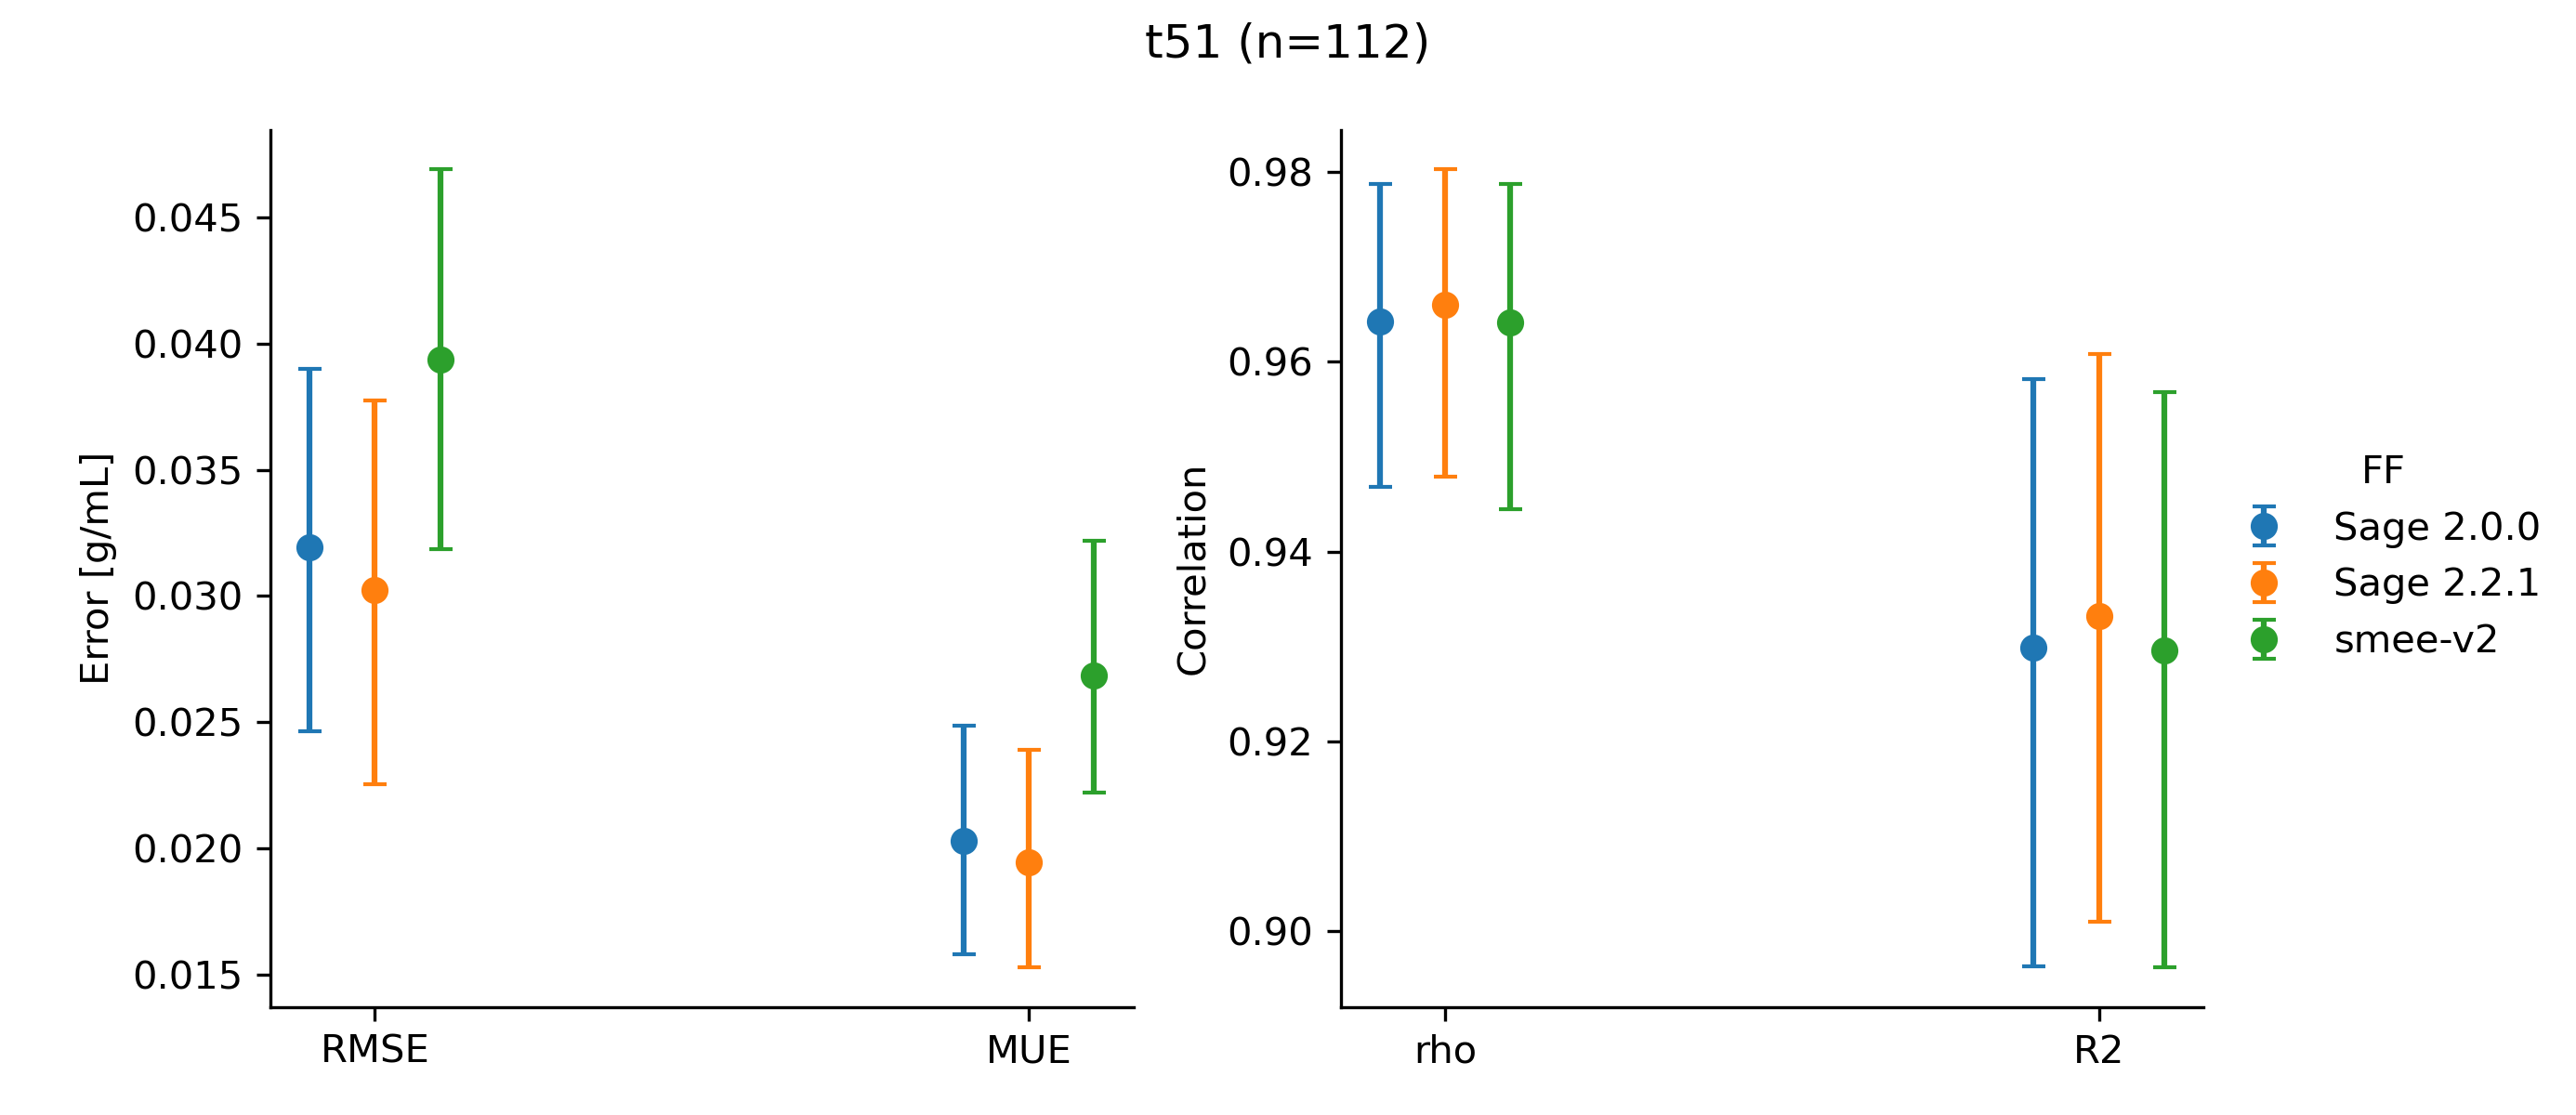 t51 (n=112)
Error [g/mL]
0.045
0.040
0.035
0.030
0.025
0.020
0.015
RMSE
MUE
Correlation
0.98
0.96
0.94
0.92
0.90
rho
R2
FF
Sage 2.0.0
Sage 2.2.1
smee-v2